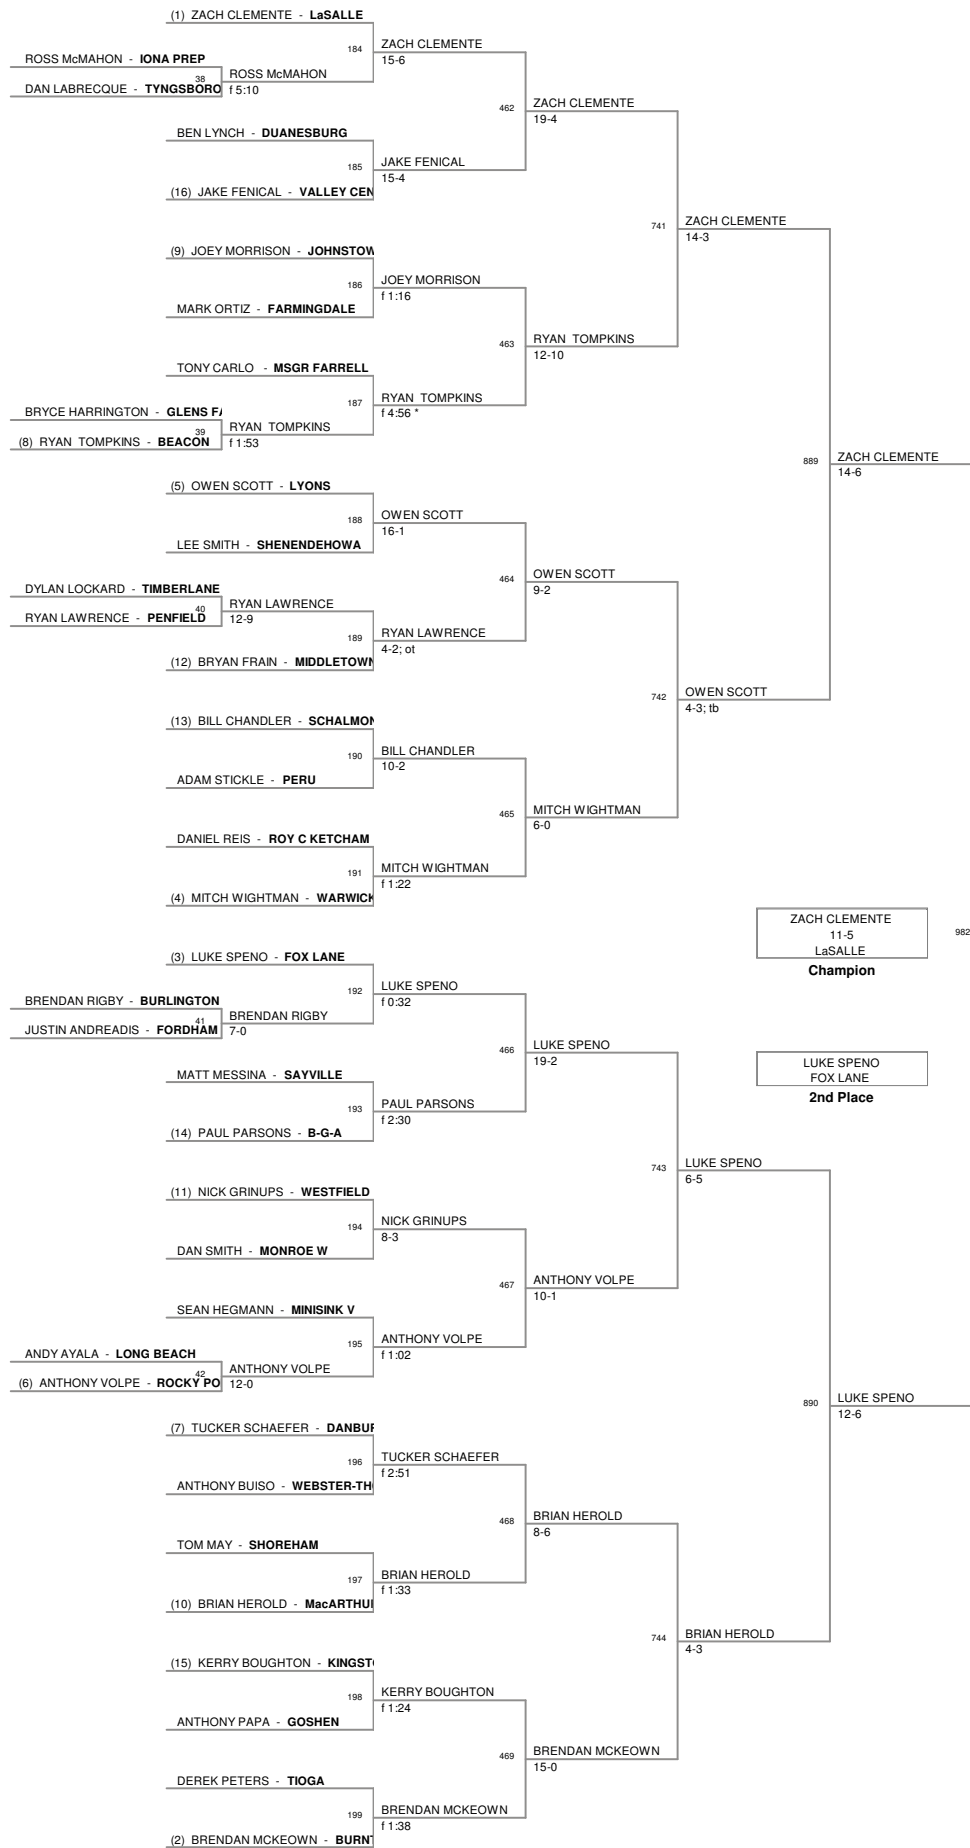 (1) ZACH CLEMENTE - LaSALLE
184
ZACH CLEMENTE
15-6
ROSS McMAHON - IONA PREP
38
ROSS McMAHON
DAN LABRECQUE - TYNGSBORO
f 5:10
462
ZACH CLEMENTE
19-4
BEN LYNCH - DUANESBURG
185
JAKE FENICAL
15-4
(16) JAKE FENICAL - VALLEY CEN
741
ZACH CLEMENTE
14-3
(9) JOEY MORRISON - JOHNSTOW
186
JOEY MORRISON
f 1:16
MARK ORTIZ - FARMINGDALE
463
RYAN TOMPKINS
12-10
TONY CARLO - MSGR FARRELL
187
RYAN TOMPKINS
f 4:56 *
BRYCE HARRINGTON - GLENS FA
39
RYAN TOMPKINS
(8) RYAN TOMPKINS - BEACON
f 1:53
889
ZACH CLEMENTE
14-6
(5) OWEN SCOTT - LYONS
188
OWEN SCOTT
16-1
LEE SMITH - SHENENDEHOWA
464
OWEN SCOTT
9-2
DYLAN LOCKARD - TIMBERLANE
40
RYAN LAWRENCE
RYAN LAWRENCE - PENFIELD
12-9
189
RYAN LAWRENCE
4-2; ot
(12) BRYAN FRAIN - MIDDLETOWN
742
OWEN SCOTT
4-3; tb
(13) BILL CHANDLER - SCHALMON
190
BILL CHANDLER
10-2
ADAM STICKLE - PERU
465
MITCH WIGHTMAN
6-0
DANIEL REIS - ROY C KETCHAM
191
MITCH WIGHTMAN
f 1:22
(4) MITCH WIGHTMAN - WARWICK
ZACH CLEMENTE
11-5
LaSALLE
982
Champion
(3) LUKE SPENO - FOX LANE
192
LUKE SPENO
f 0:32
BRENDAN RIGBY - BURLINGTON
41
BRENDAN RIGBY
JUSTIN ANDREADIS - FORDHAM
7-0
466
LUKE SPENO
19-2
LUKE SPENO
FOX LANE
2nd Place
MATT MESSINA - SAYVILLE
193
PAUL PARSONS
f 2:30
(14) PAUL PARSONS - B-G-A
743
LUKE SPENO
6-5
(11) NICK GRINUPS - WESTFIELD
194
NICK GRINUPS
8-3
DAN SMITH - MONROE W
467
ANTHONY VOLPE
10-1
SEAN HEGMANN - MINISINK V
195
ANTHONY VOLPE
f 1:02
ANDY AYALA - LONG BEACH
42
ANTHONY VOLPE
(6) ANTHONY VOLPE - ROCKY PO
12-0
890
LUKE SPENO
12-6
(7) TUCKER SCHAEFER - DANBUR
196
TUCKER SCHAEFER
f 2:51
ANTHONY BUISO - WEBSTER-TH
468
BRIAN HEROLD
8-6
TOM MAY - SHOREHAM
197
BRIAN HEROLD
f 1:33
(10) BRIAN HEROLD - MacARTHUR
744
BRIAN HEROLD
4-3
(15) KERRY BOUGHTON - KINGSTO
198
KERRY BOUGHTON
f 1:24
ANTHONY PAPA - GOSHEN
469
BRENDAN MCKEOWN
15-0
DEREK PETERS - TIOGA
199
BRENDAN MCKEOWN
f 1:38
(2) BRENDAN MCKEOWN - BURNT